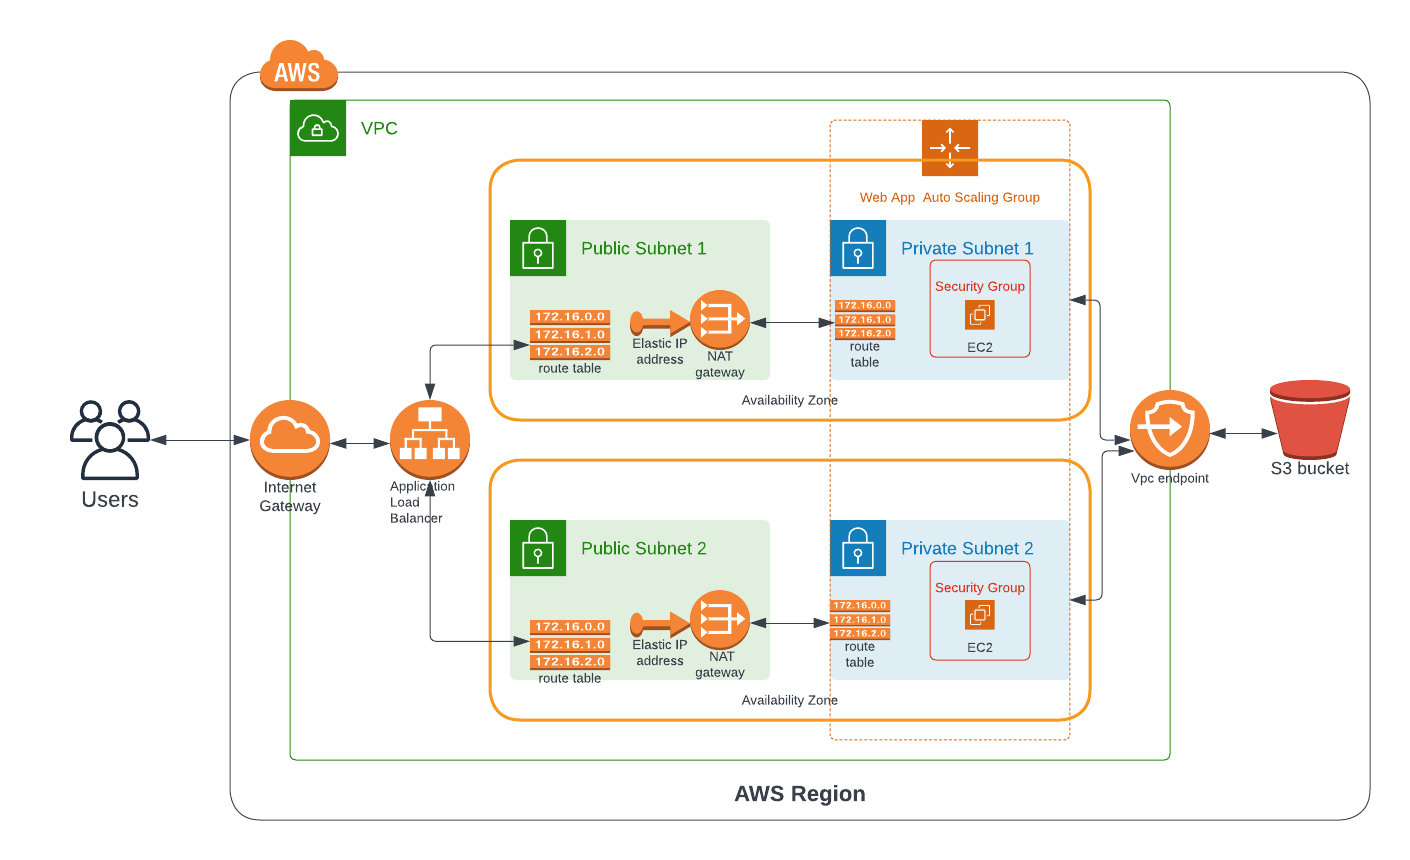 AWS
VPC
Web App Auto Scaling Group
Public Subnet 1
Private Subnet 1
Security Group
172.16.0.0
172.16.1.0
172.16.2.0
route table
Elastic IP
address
NAT
gateway
172.16.0.0
172.16.1.0
172.16.2.0
route
table
EC2
Availability Zone
Users
Internet
Gateway
Application
Load
Balancer
Vpc endpoint
S3 bucket
Public Subnet 2
Private Subnet 2
Security Group
172.16.0.0
172.16.1.0
172.16.2.0
route table
Elastic IP
address
NAT
gateway
172.16.0.0
172.16.1.0
172.16.2.0
route
table
EC2
Availability Zone
AWS Region